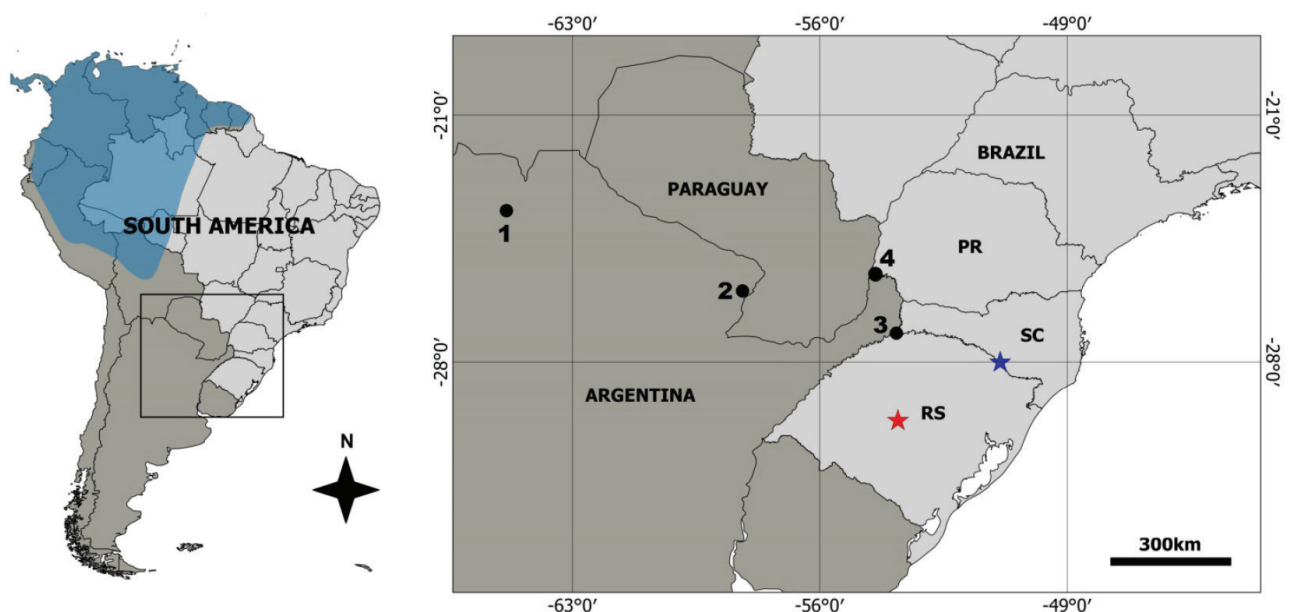 -63°0′ -56°0′ -49°0′
-21°0′ -21°0′
BRAZIL
PARAGUAY
SOUTH AMERICA
1
PR
4
2
3
SC
-28°0′ -28°0′
ARGENTINA
RS
N
300km
-63°0′ -56°0′ -49°0′